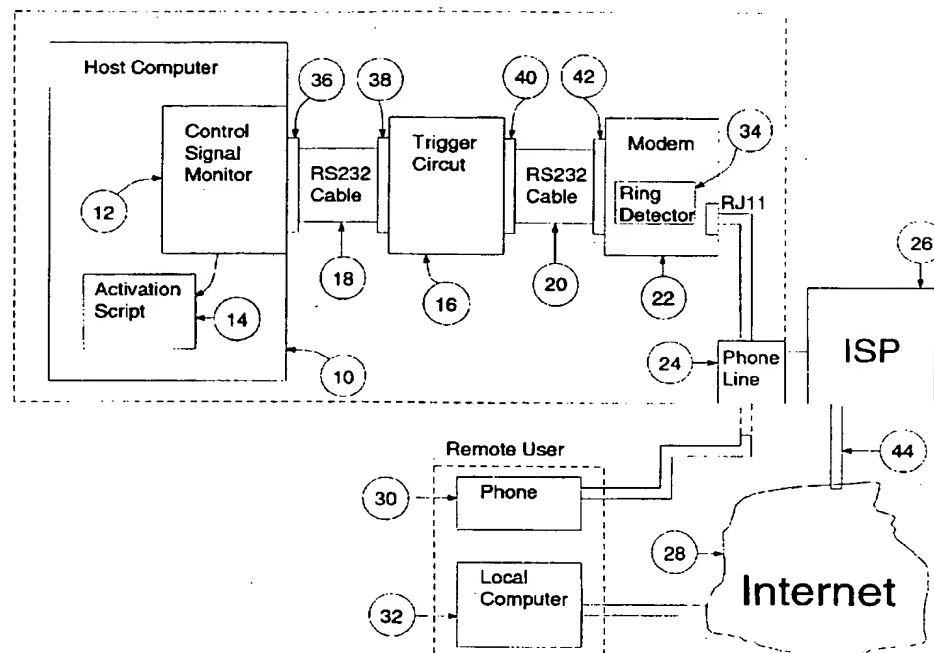 Host Computer
36
38
40
42
Control
Signal
Monitor
Trigger
Circut
Modem
34
RS232
Cable
RS232
Cable
Ring
Detector
RJ11
12
26
18
16
20
22
Activation
Script
14
10
24
Phone
Line
ISP
Remote User
44
30
Phone
28
Internet
32
Local
Computer